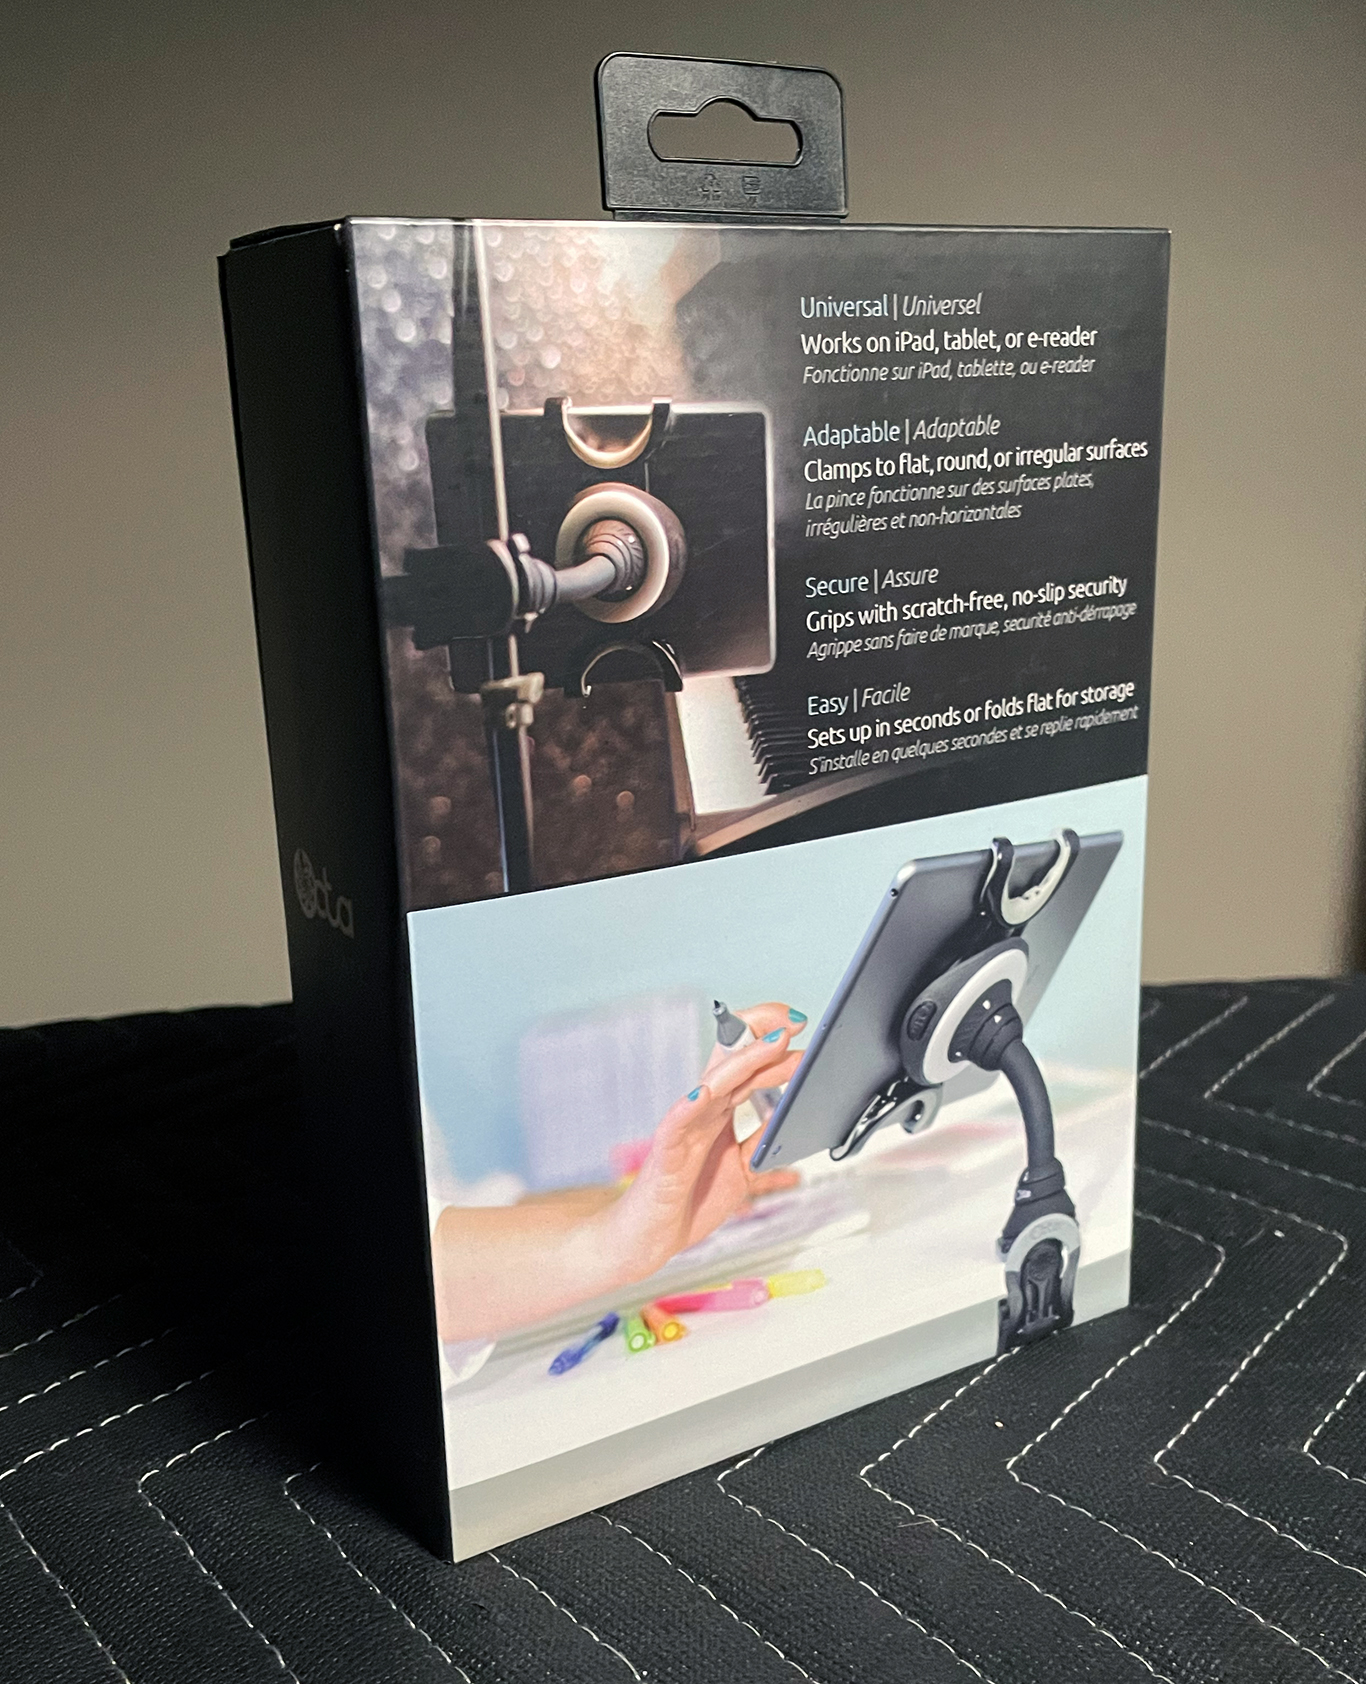 Universal | Universel
Works on iPad, tablet, or e-reader
Fonctionne sur iPad, tablette, ou e-reader
Adaptable | Adaptable
Clamps to flat, round, or irregular surfaces
La pince fonctionne sur des surfaces plates,
irrégulières et non-horizontales
Secure | Assure
Grips with scratch-free, no-slip security
Agrippe sans faire de marque, securité anti-dérrapage
Easy | Facile
Sets up in seconds or folds flat for storage
S'installe en quelques secondes et se replie rapidement
Octa